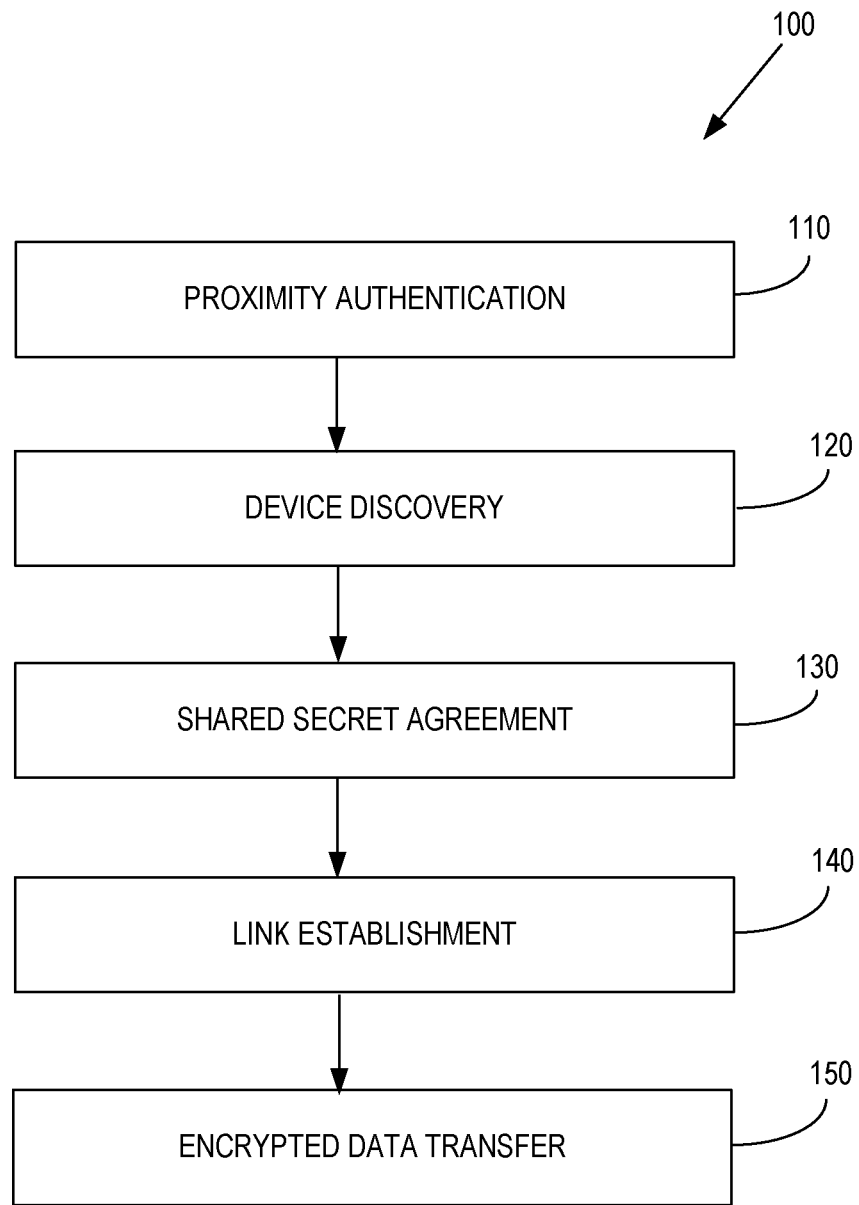 100
110
PROXIMITY AUTHENTICATION
120
DEVICE DISCOVERY
130
SHARED SECRET AGREEMENT
140
LINK ESTABLISHMENT
150
ENCRYPTED DATA TRANSFER